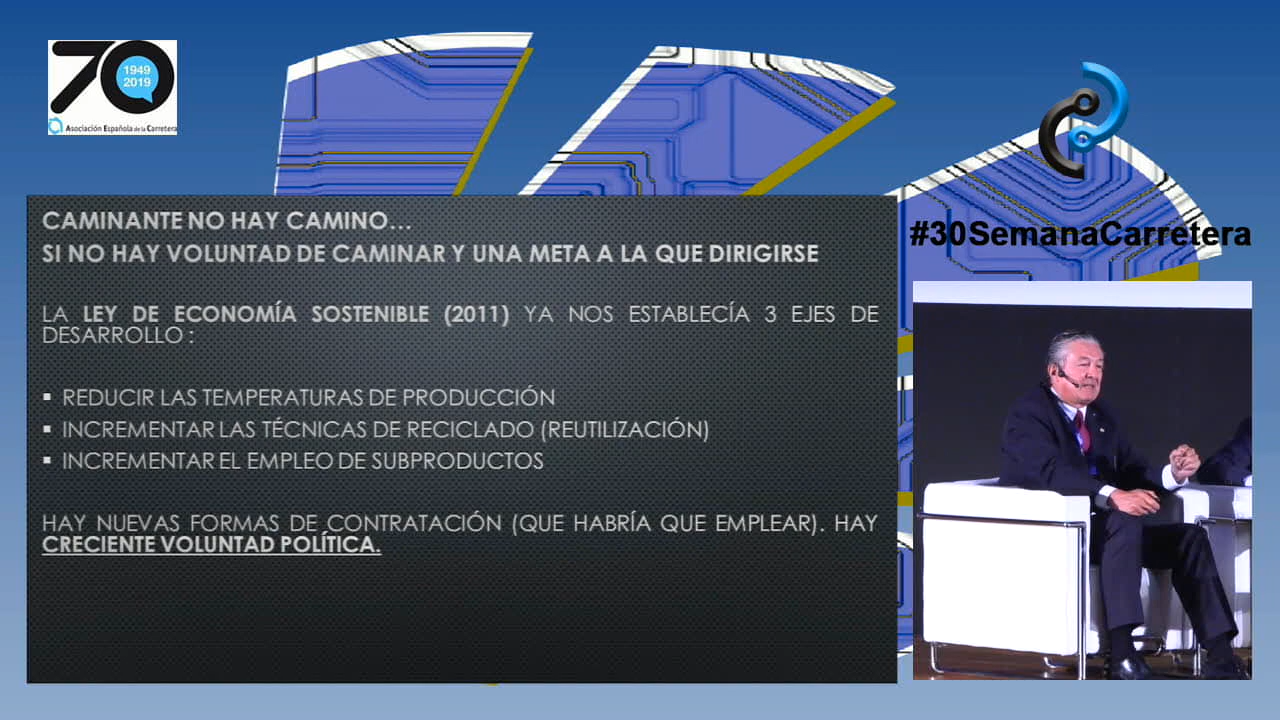 70
1949
2019
Asociación Española de la Carretera
#30SemanaCarretera
CAMINANTE NO HAY CAMINO…
SI NO HAY VOLUNTAD DE CAMINAR Y UNA META A LA QUE DIRIGIRSE
LA LEY DE ECONOMÍA SOSTENIBLE (2011) YA NOS ESTABLECÍA 3 EJES DE
DESARROLLO :
▪ REDUCIR LAS TEMPERATURAS DE PRODUCCIÓN
▪ INCREMENTAR LAS TÉCNICAS DE RECICLADO (REUTILIZACIÓN)
▪ INCREMENTAR EL EMPLEO DE SUBPRODUCTOS
HAY NUEVAS FORMAS DE CONTRATACIÓN (QUE HABRÍA QUE EMPLEAR). HAY
CRECIENTE VOLUNTAD POLÍTICA.